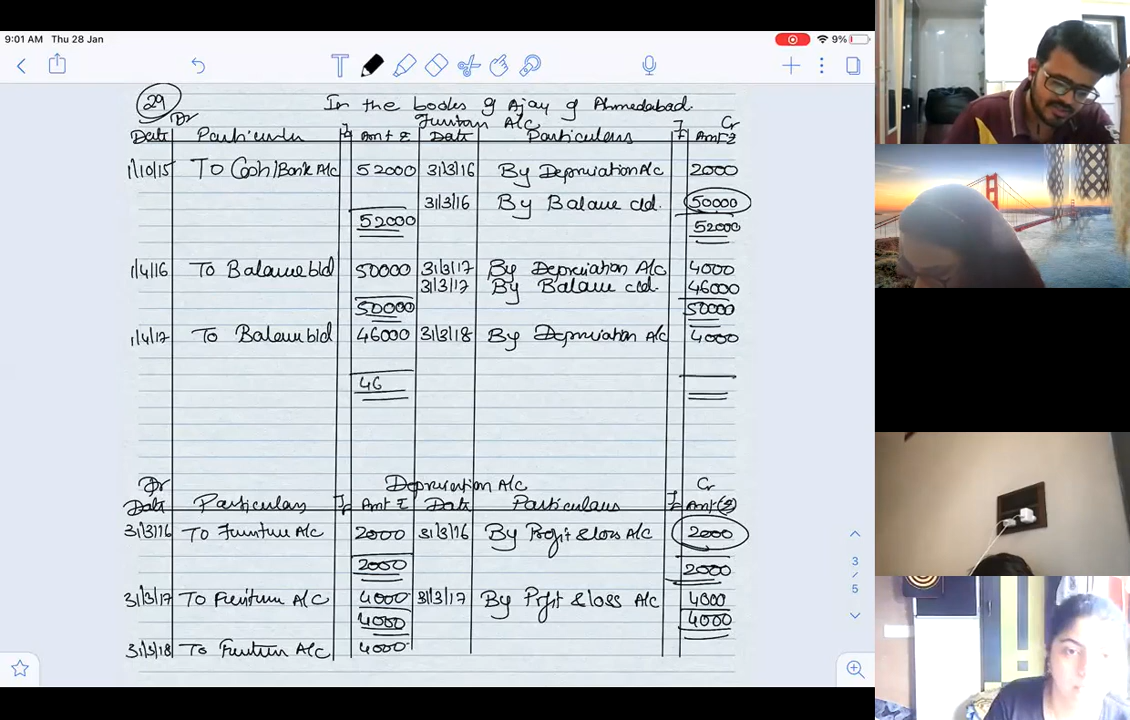 9:01 AM Thu 28 Jan
9%
29 In the books of Ajay of Ahmedabad.
Dr Furniture A/c Cr
Date Particulars Amt ₹ Date Particulars Amt ₹
1/10/15 To Cash/Bank A/c 52000 31/3/16 By Depreciation A/c 2000
31/3/16 By Balance c/d. 50000
52000 52000
1/4/16 To Balance b/d 50000 31/3/17 By Depreciation A/c 4000
31/3/17 By Balance c/d. 46000
50000 50000
1/4/17 To Balance b/d 46000 31/3/18 By Depreciation A/c 4000
46
Dr Depreciation A/c Cr
Date Particulars Amt ₹ Date Particulars Amt (₹)
31/3/16 To Furniture A/c 2000 31/3/16 By Profit & loss A/c 2000
2000 2000
31/3/17 To Furniture A/c 4000 31/3/17 By Profit & loss A/c 4000
4000 4000
31/3/18 To Furniture A/c 4000
3
/
5